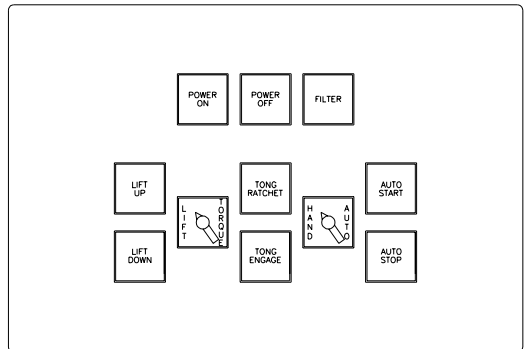 POWER
ON
POWER
OFF
FILTER
LIFT
UP
LIFT
TORQUE
TONG
RATCHET
HAND
AUTO
AUTO
START
LIFT
DOWN
TONG
ENGAGE
AUTO
STOP